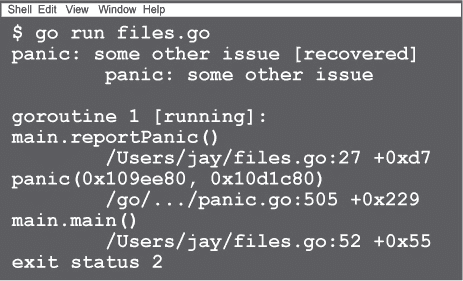 Shell Edit View Window Help
$ go run files.go
panic: some other issue [recovered]
panic: some other issue
goroutine 1 [running]:
main.reportPanic()
/Users/jay/files.go:27 +0xd7
panic(0x109ee80, 0x10d1c80)
/go/.../panic.go:505 +0x229
main.main()
/Users/jay/files.go:52 +0x55
exit status 2